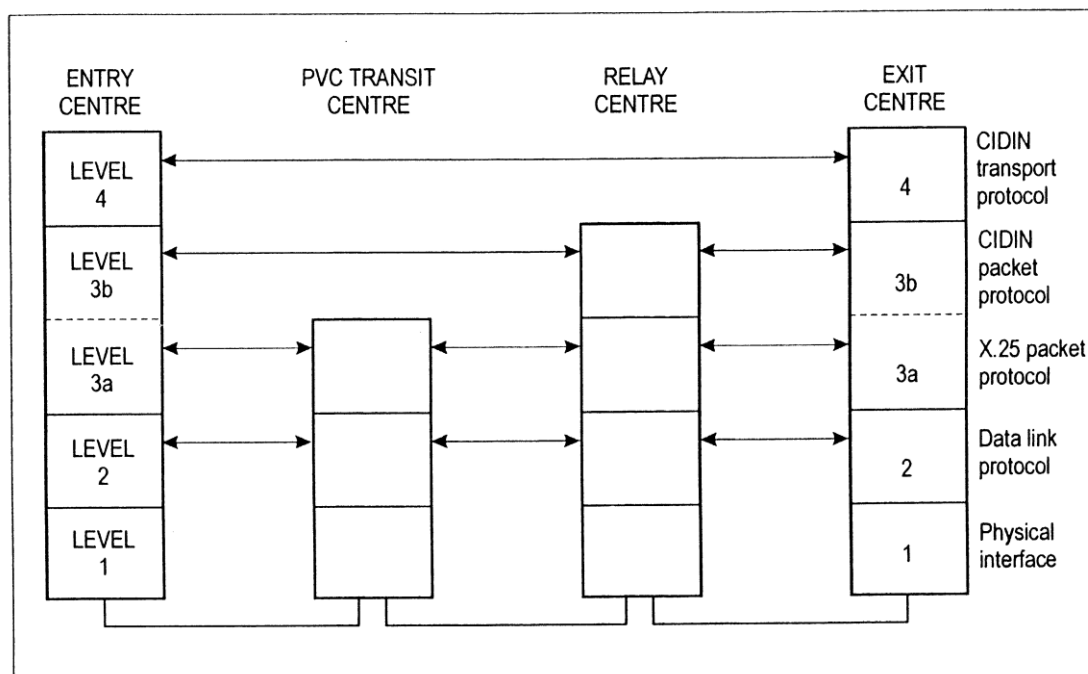 ENTRY
CENTRE
PVC TRANSIT
CENTRE
RELAY
CENTRE
EXIT
CENTRE
LEVEL
4
4
CIDIN
transport
protocol
LEVEL
3b
3b
CIDIN
packet
protocol
LEVEL
3a
3a
X.25 packet
protocol
LEVEL
2
2
Data link
protocol
LEVEL
1
1
Physical
interface